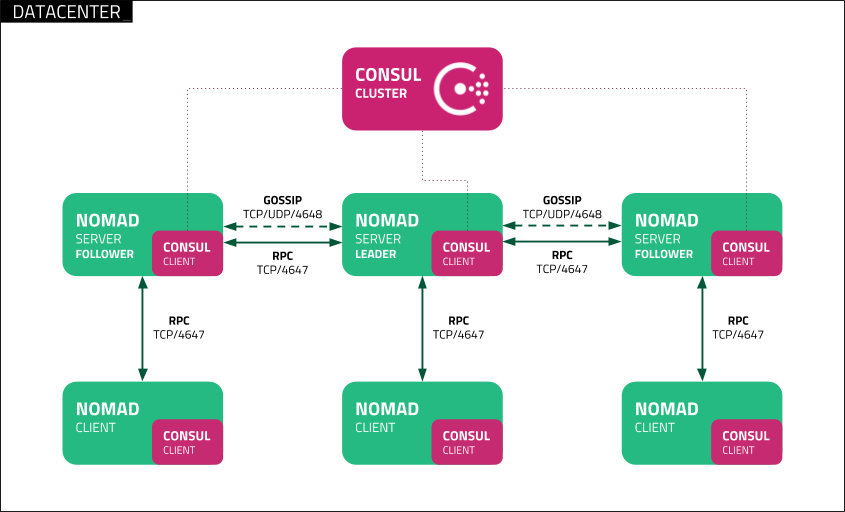 DATACENTER_
CONSUL
CLUSTER
GOSSIP
TCP/UDP/4648
GOSSIP
TCP/UDP/4648
NOMAD
SERVER
FOLLOWER
CONSUL
CLIENT
RPC
TCP/4647
NOMAD
SERVER
LEADER
CONSUL
CLIENT
RPC
TCP/4647
NOMAD
SERVER
FOLLOWER
CONSUL
CLIENT
RPC
TCP/4647
RPC
TCP/4647
RPC
TCP/4647
NOMAD
CLIENT
CONSUL
CLIENT
NOMAD
CLIENT
CONSUL
CLIENT
NOMAD
CLIENT
CONSUL
CLIENT